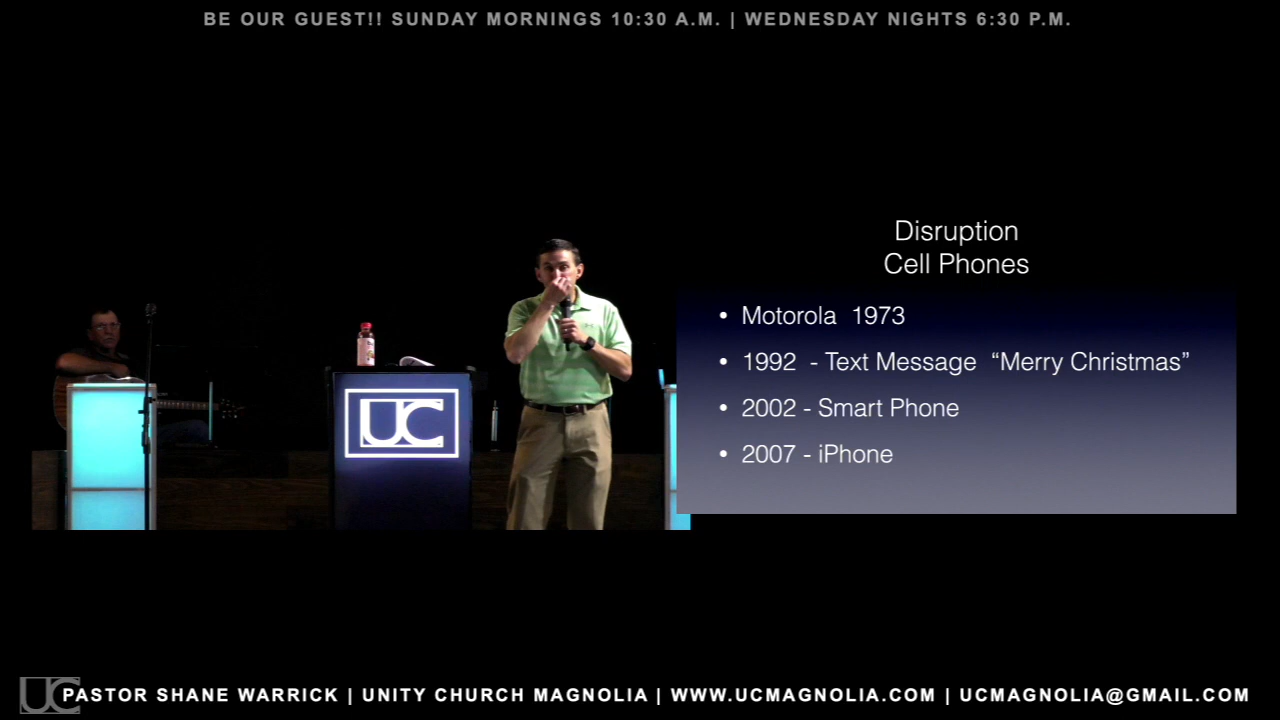 BE OUR GUEST!! SUNDAY MORNINGS 10:30 A.M. | WEDNESDAY NIGHTS 6:30 P.M.
Disruption
Cell Phones
• Motorola 1973
• 1992 - Text Message “Merry Christmas”
• 2002 - Smart Phone
• 2007 - iPhone
UC
UC PASTOR SHANE WARRICK | UNITY CHURCH MAGNOLIA | WWW.UCMAGNOLIA.COM | UCMAGNOLIA@GMAIL.COM